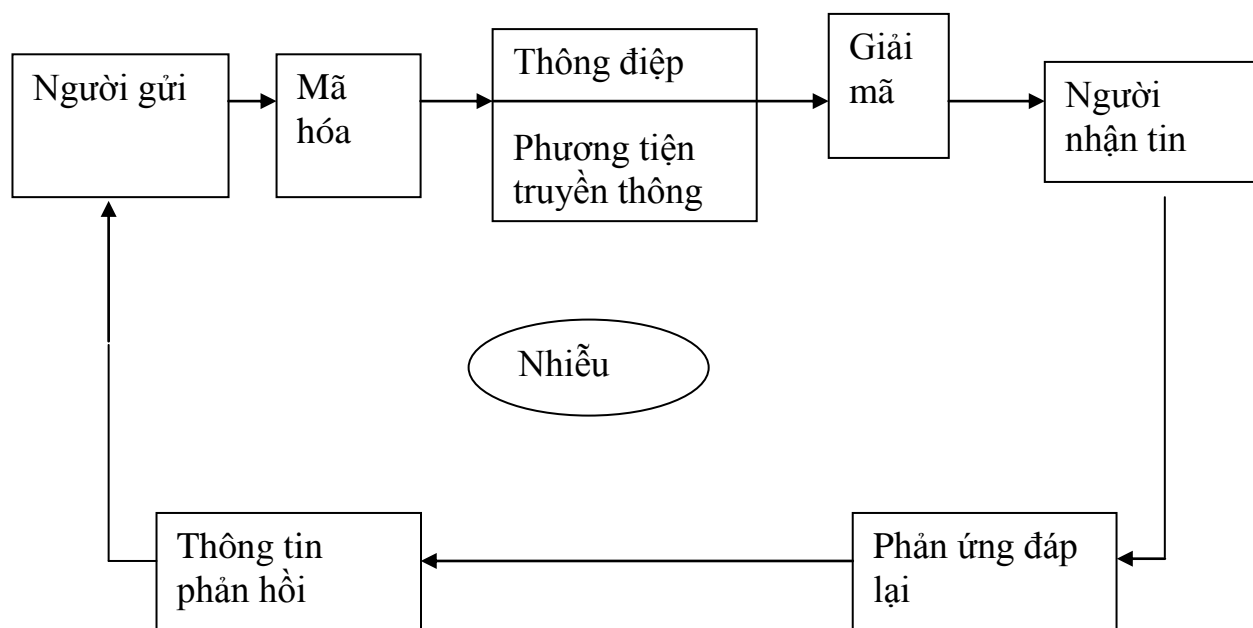 Người gửi
Mã
hóa
Thông điệp
Phương tiện
truyền thông
Giải
mã
Người
nhận tin
Nhiễu
Thông tin
phản hồi
Phản ứng đáp
lại